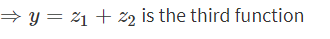 ⇒ y = z₁ + z₂ is the third function